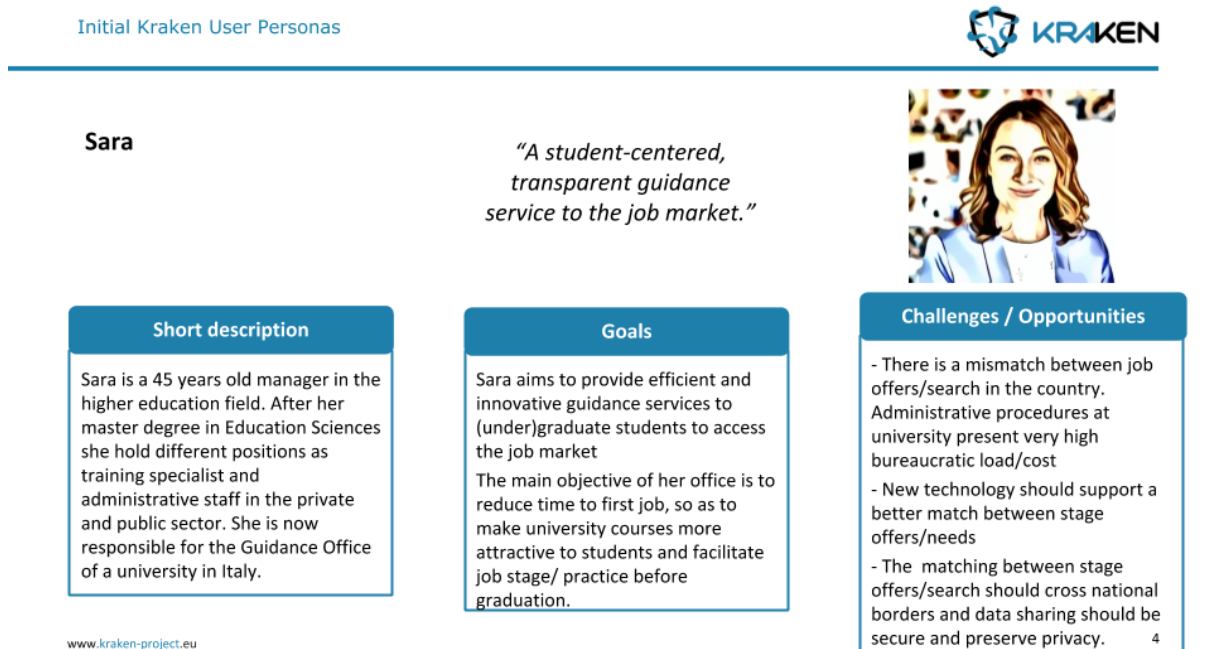 Initial Kraken User Personas
KRAKEN
Sara
“A student-centered,
transparent guidance
service to the job market.”
Short description
Sara is a 45 years old manager in the
higher education field. After her
master degree in Education Sciences
she hold different positions as
training specialist and
administrative staff in the private
and public sector. She is now
responsible for the Guidance Office
of a university in Italy.
Goals
Sara aims to provide efficient and
innovative guidance services to
(under)graduate students to access
the job market
The main objective of her office is to
reduce time to first job, so as to
make university courses more
attractive to students and facilitate
job stage/ practice before
graduation.
Challenges / Opportunities
- There is a mismatch between job
offers/search in the country.
Administrative procedures at
university present very high
bureaucratic load/cost
- New technology should support a
better match between stage
offers/needs
- The  matching between stage
offers/search should cross national
borders and data sharing should be
secure and preserve privacy.
www.kraken-project.eu
4